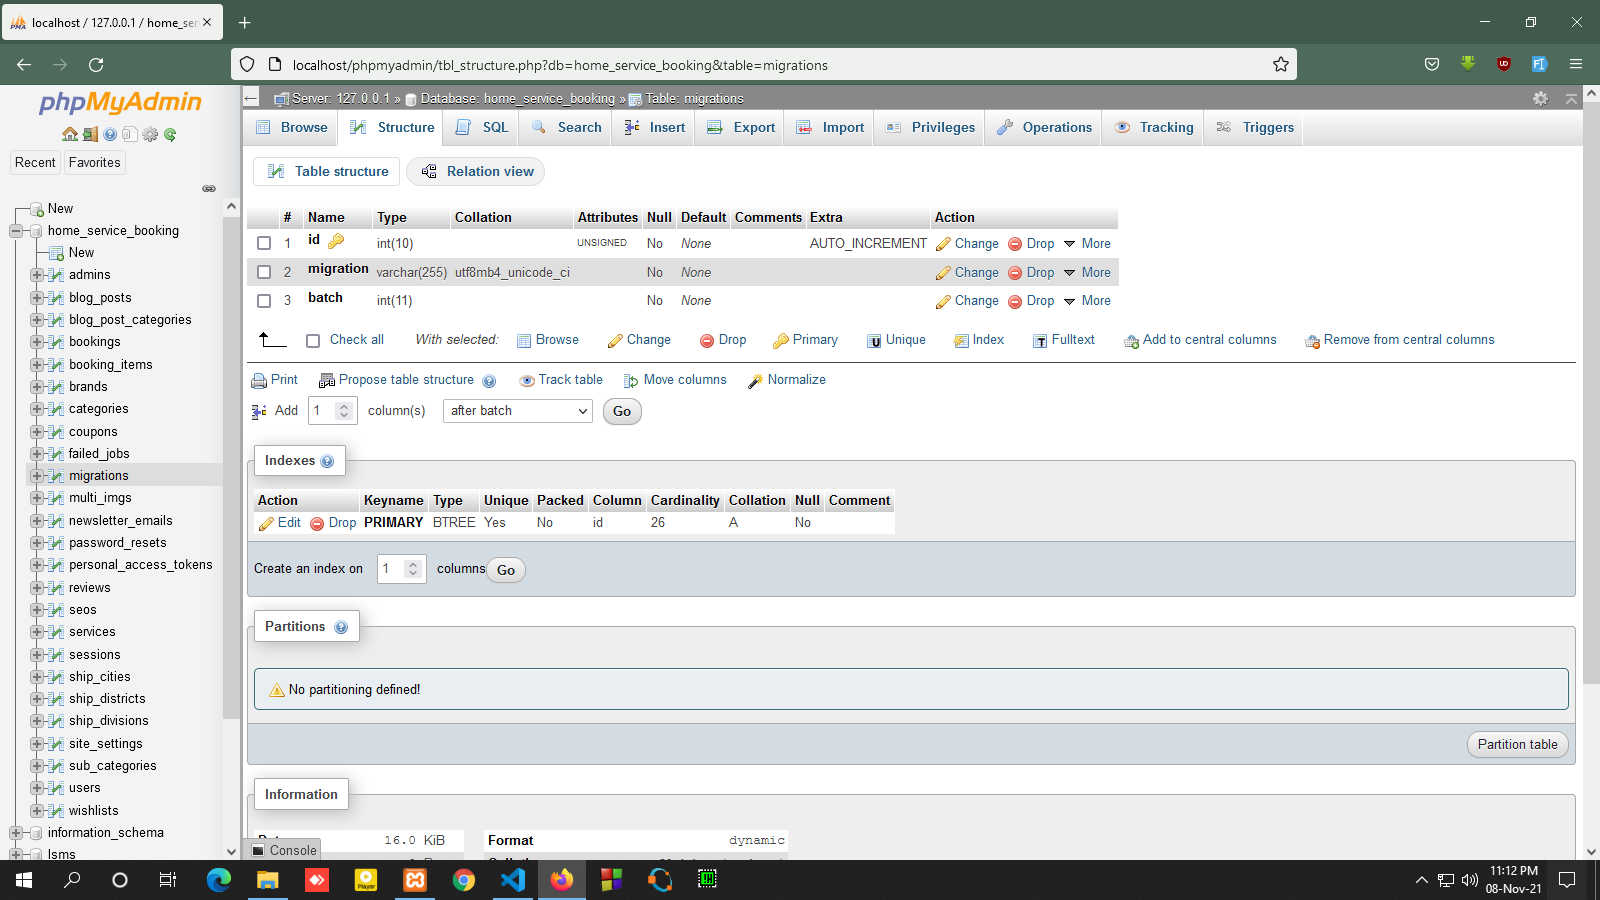 localhost / 127.0.0.1 / home_ser
localhost/phpmyadmin/tbl_structure.php?db=home_service_booking&table=migrations
phpMyAdmin
Recent Favorites
New
home_service_booking
New
admins
blog_posts
blog_post_categories
bookings
booking_items
brands
categories
coupons
failed_jobs
migrations
multi_imgs
newsletter_emails
password_resets
personal_access_tokens
reviews
seos
services
sessions
ship_cities
ship_districts
ship_divisions
site_settings
sub_categories
users
wishlists
information_schema
lsms
Server: 127.0.0.1 » Database: home_service_booking » Table: migrations
Browse Structure SQL Search Insert Export Import Privileges Operations Tracking Triggers
Table structure Relation view
# Name Type Collation Attributes Null Default Comments Extra Action
1 id int(10) UNSIGNED No None AUTO_INCREMENT Change Drop More
2 migration varchar(255) utf8mb4_unicode_ci No None Change Drop More
3 batch int(11) No None Change Drop More
Check all With selected: Browse Change Drop Primary Unique Index Fulltext Add to central columns Remove from central columns
Print Propose table structure Track table Move columns Normalize
Add 1 column(s) after batch Go
Indexes
Action Keyname Type Unique Packed Column Cardinality Collation Null Comment
Edit Drop PRIMARY BTREE Yes No id 26 A No
Create an index on 1 columns Go
Partitions
No partitioning defined!
Partition table
Information
16.0 KiB Format dynamic
Console
11:12 PM
08-Nov-21